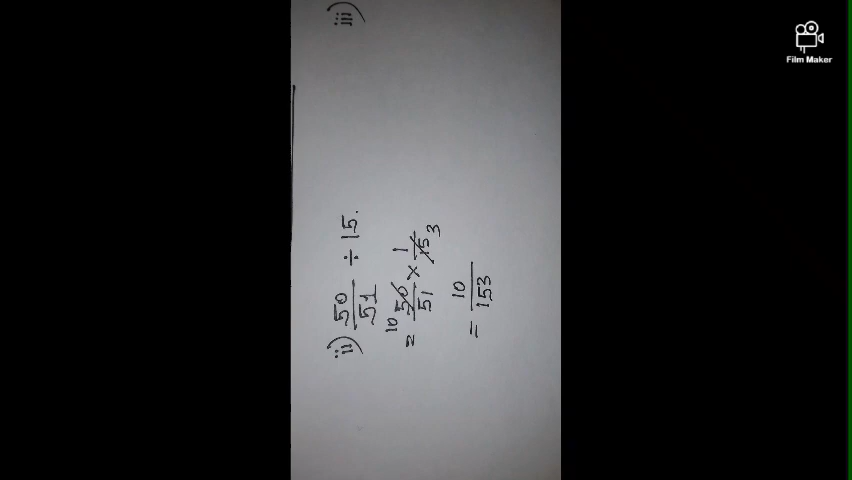 ii) 50/51 ÷ 15.
= 10 50/51 × 1/15 3
= 10/153
iii)
Film Maker